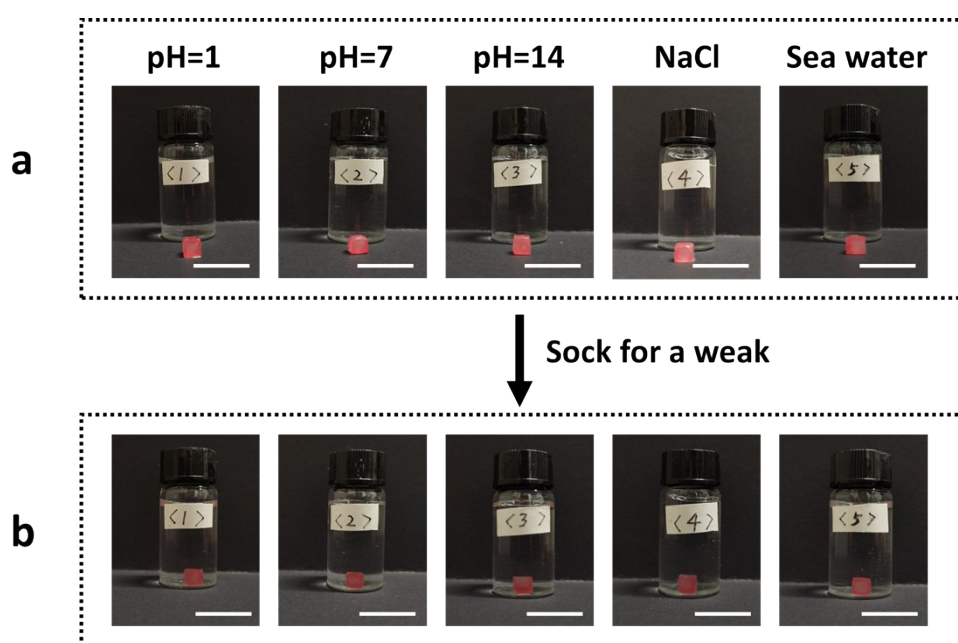 pH=1 pH=7 pH=14 NaCl Sea water
a
<1> <2> <3> <4> <5>
Sock for a weak
b
<1> <2> <3> <4> <5>